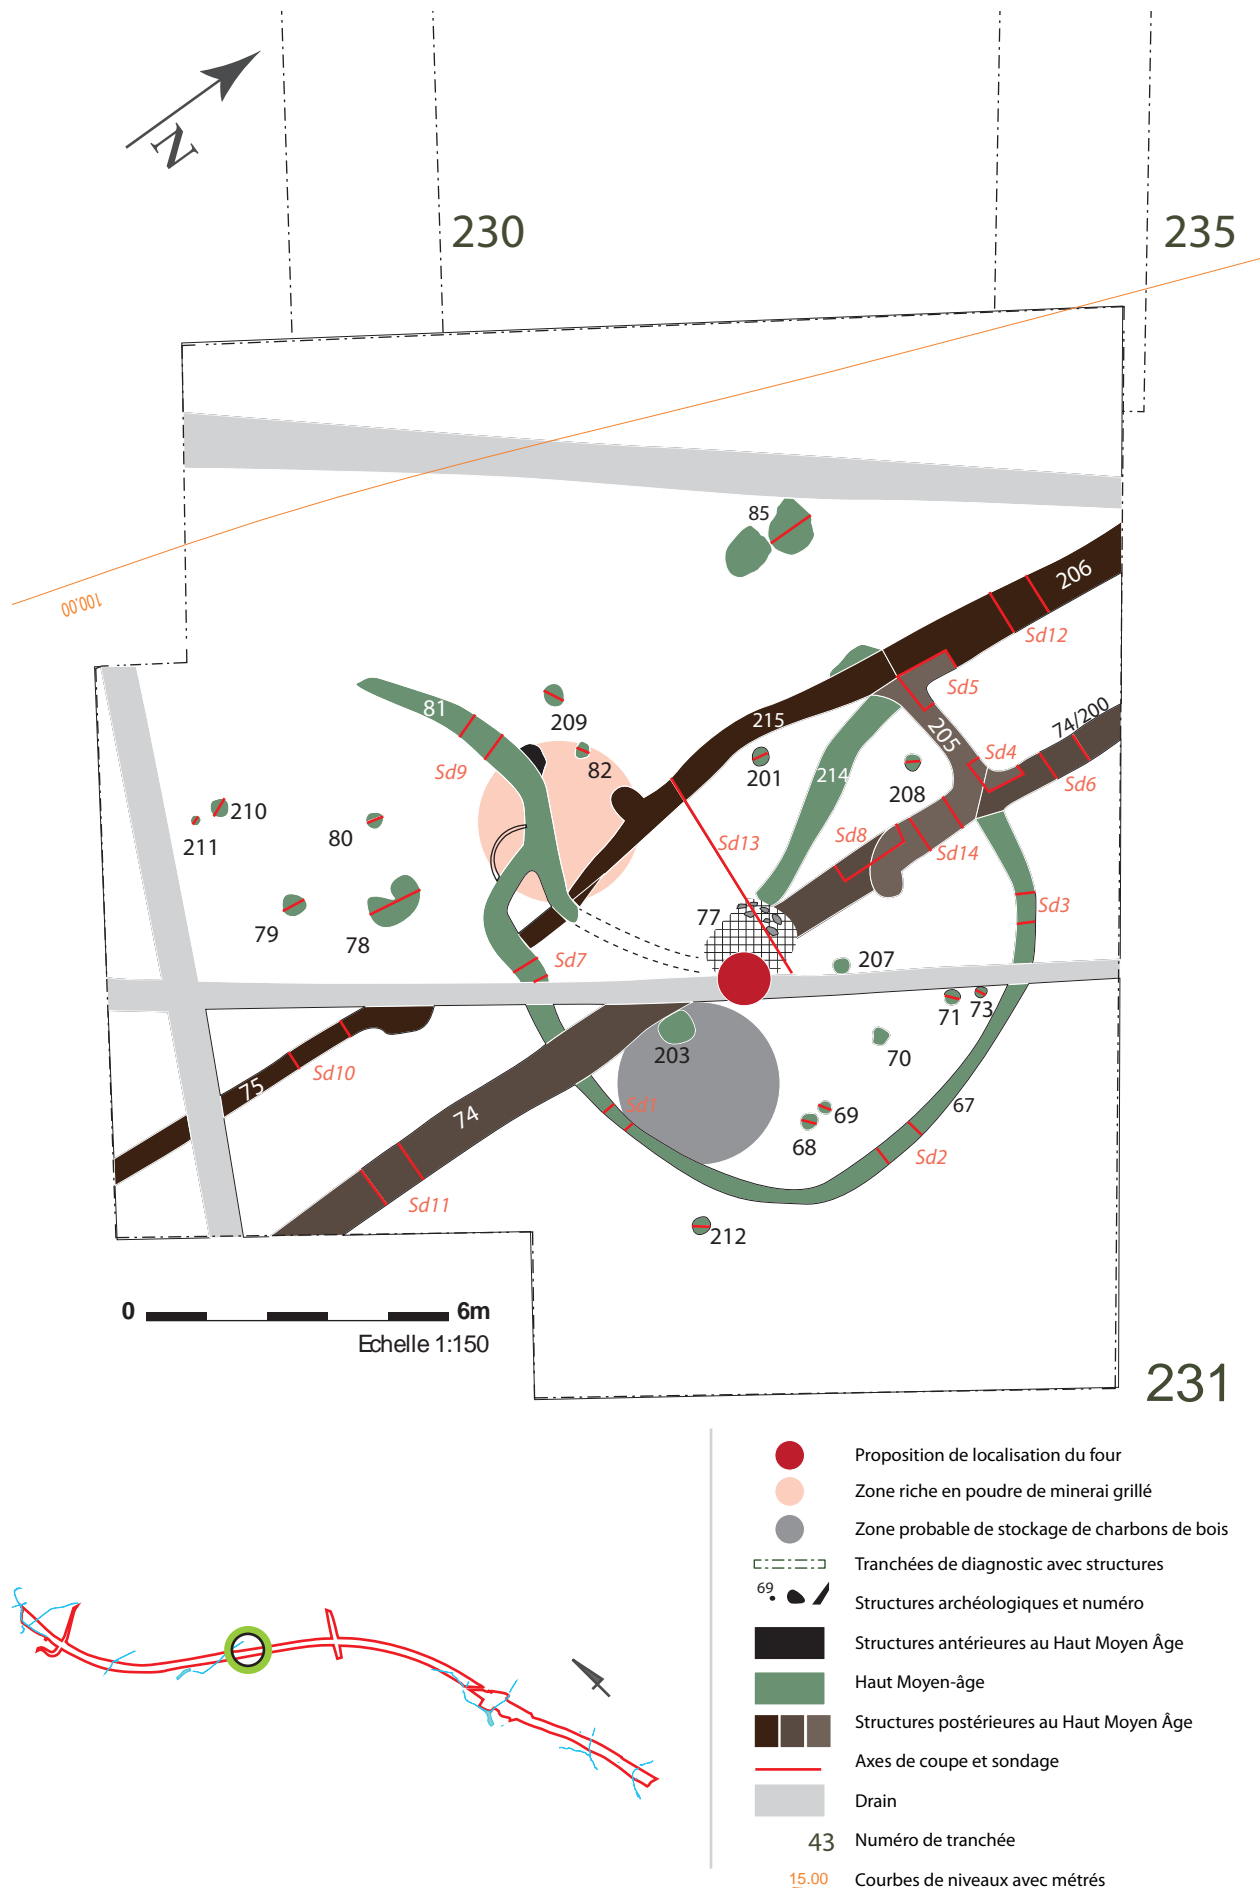 N
230
235
100.00
85
206
Sd12
81
209
215
Sd5
205
74/200
Sd9
82
201
214
208
Sd4
Sd6
210
211
80
Sd13
Sd8
Sd14
79
78
77
Sd3
Sd7
207
71
73
203
70
75
Sd10
74
Sd1
69
68
67
Sd2
Sd11
212
0 6m
Echelle 1:150
231
Proposition de localisation du four
Zone riche en poudre de minerai grillé
Zone probable de stockage de charbons de bois
Tranchées de diagnostic avec structures
69 Structures archéologiques et numéro
Structures antérieures au Haut Moyen Âge
Haut Moyen-âge
Structures postérieures au Haut Moyen Âge
Axes de coupe et sondage
Drain
43 Numéro de tranchée
15.00 Courbes de niveaux avec métrés